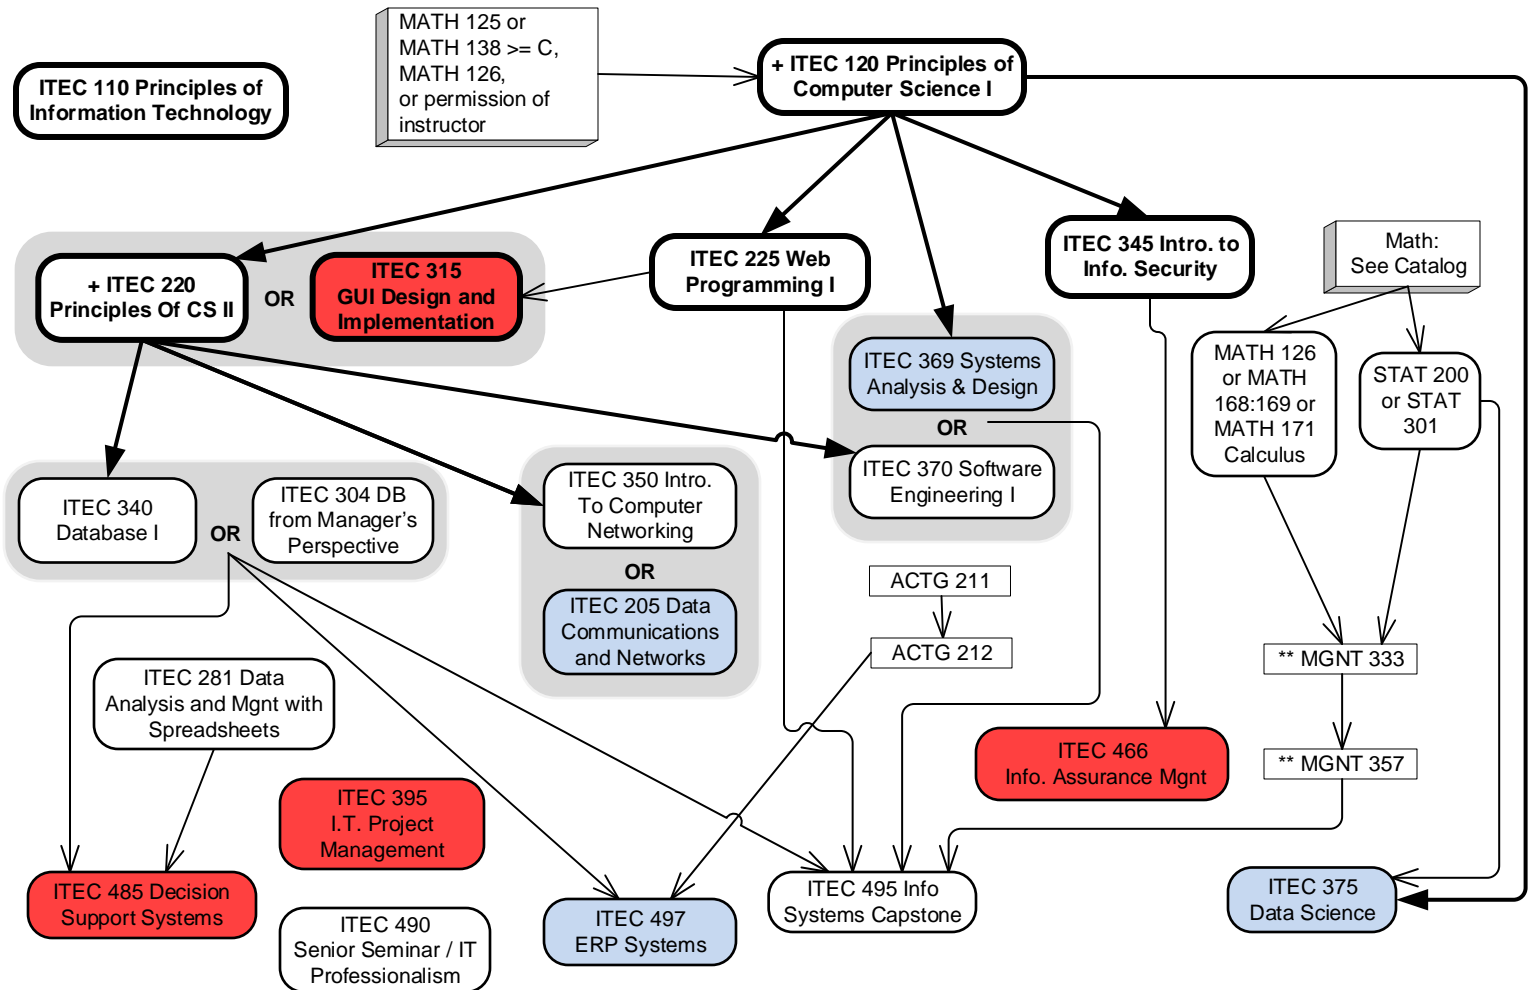 MATH 125 or
MATH 138 >= C,
MATH 126,
or permission of
instructor
+ ITEC 120 Principles of
Computer Science I
ITEC 110 Principles of
Information Technology
+ ITEC 220
Principles Of CS II
OR
ITEC 315
GUI Design and
Implementation
ITEC 225 Web
Programming I
ITEC 345 Intro. to
Info. Security
Math:
See Catalog
ITEC 369 Systems
Analysis & Design
OR
ITEC 370 Software
Engineering I
MATH 126
or MATH
168:169 or
MATH 171
Calculus
STAT 200
or STAT
301
ITEC 340
Database I
OR
ITEC 304 DB
from Manager's
Perspective
ITEC 350 Intro.
To Computer
Networking
OR
ITEC 205 Data
Communications
and Networks
ACTG 211
ACTG 212
** MGNT 333
** MGNT 357
ITEC 281 Data
Analysis and Mgnt with
Spreadsheets
ITEC 466
Info. Assurance Mgnt
ITEC 395
I.T. Project
Management
ITEC 485 Decision
Support Systems
ITEC 490
Senior Seminar / IT
Professionalism
ITEC 497
ERP Systems
ITEC 495 Info
Systems Capstone
ITEC 375
Data Science